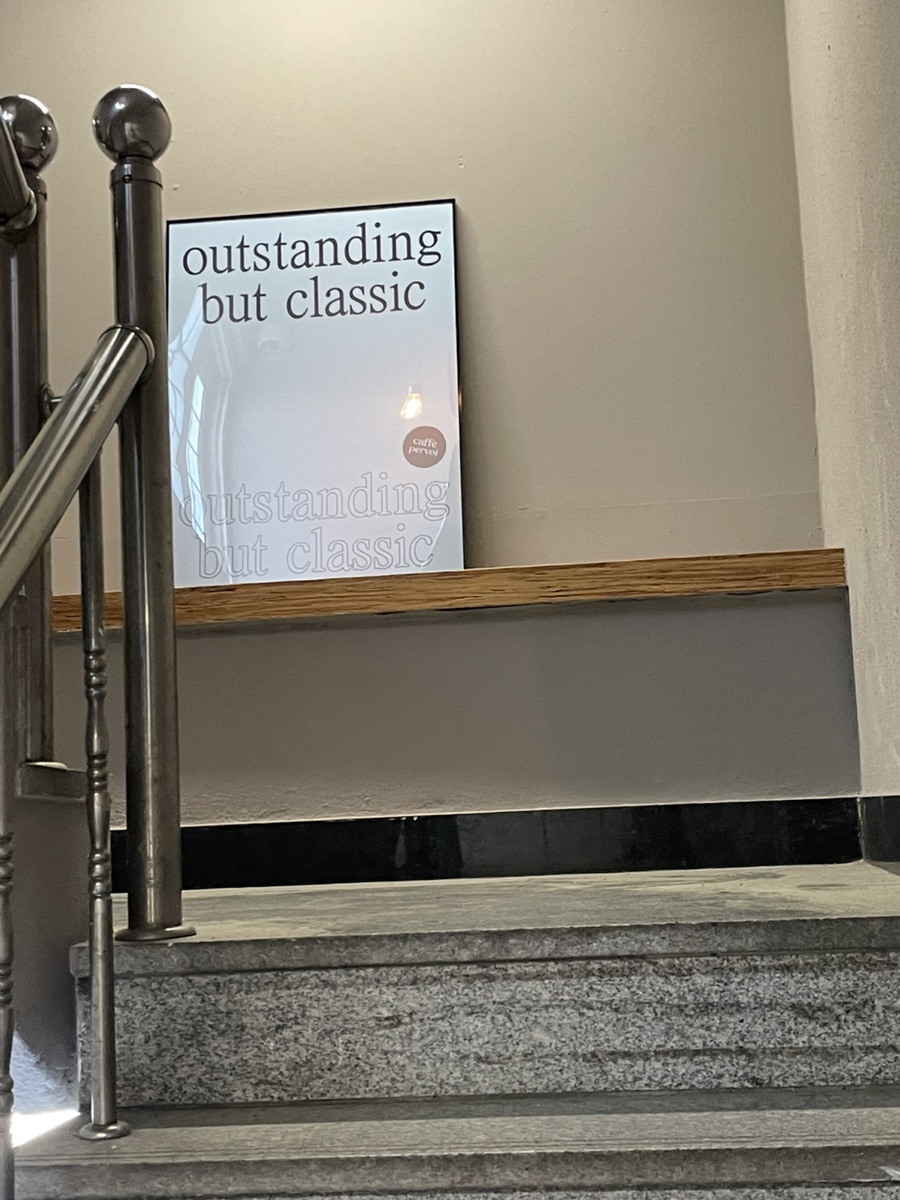 outstanding
but classic
caffe
pervoi
outstanding
but classic